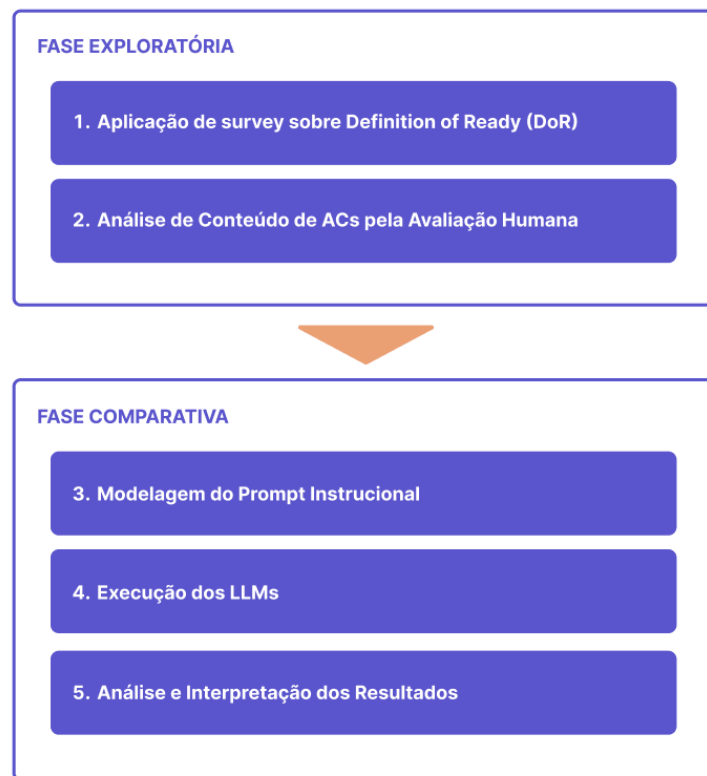 FASE EXPLORATÓRIA
1. Aplicação de survey sobre Definition of Ready (DoR)
2. Análise de Conteúdo de ACs pela Avaliação Humana
FASE COMPARATIVA
3. Modelagem do Prompt Instrucional
4. Execução dos LLMs
5. Análise e Interpretação dos Resultados